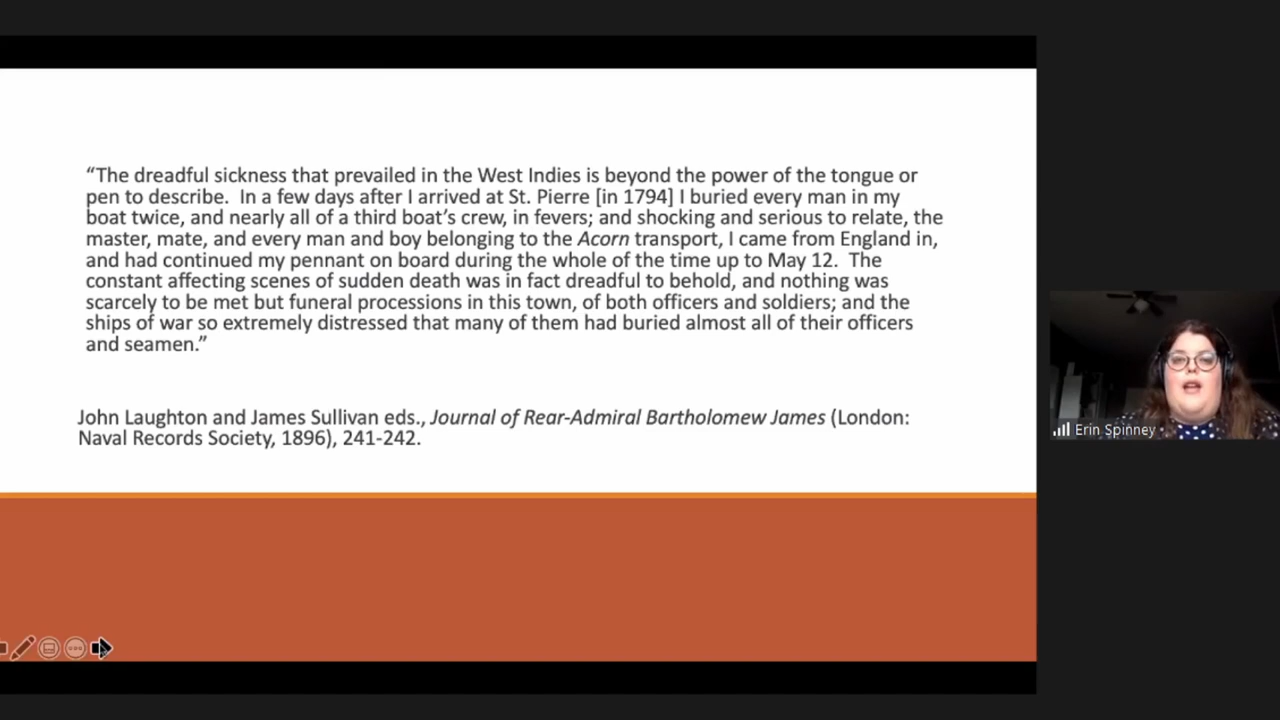 “The dreadful sickness that prevailed in the West Indies is beyond the power of the tongue or
pen to describe.  In a few days after I arrived at St. Pierre [in 1794] I buried every man in my
boat twice, and nearly all of a third boat’s crew, in fevers; and shocking and serious to relate, the
master, mate, and every man and boy belonging to the Acorn transport, I came from England in,
and had continued my pennant on board during the whole of the time up to May 12.  The
constant affecting scenes of sudden death was in fact dreadful to behold, and nothing was
scarcely to be met but funeral processions in this town, of both officers and soldiers; and the
ships of war so extremely distressed that many of them had buried almost all of their officers
and seamen.”
John Laughton and James Sullivan eds., Journal of Rear-Admiral Bartholomew James (London:
Naval Records Society, 1896), 241-242.
Erin Spinney